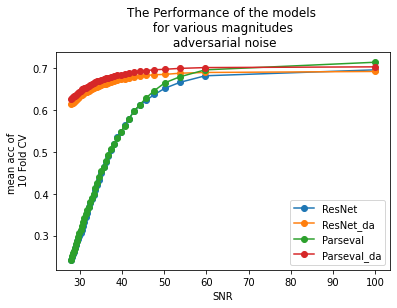 The Performance of the models
for various magnitudes
adversarial noise
mean acc of
10 Fold CV
0.7
0.6
0.5
0.4
0.3
30 40 50 60 70 80 90 100
SNR
ResNet
ResNet_da
Parseval
Parseval_da